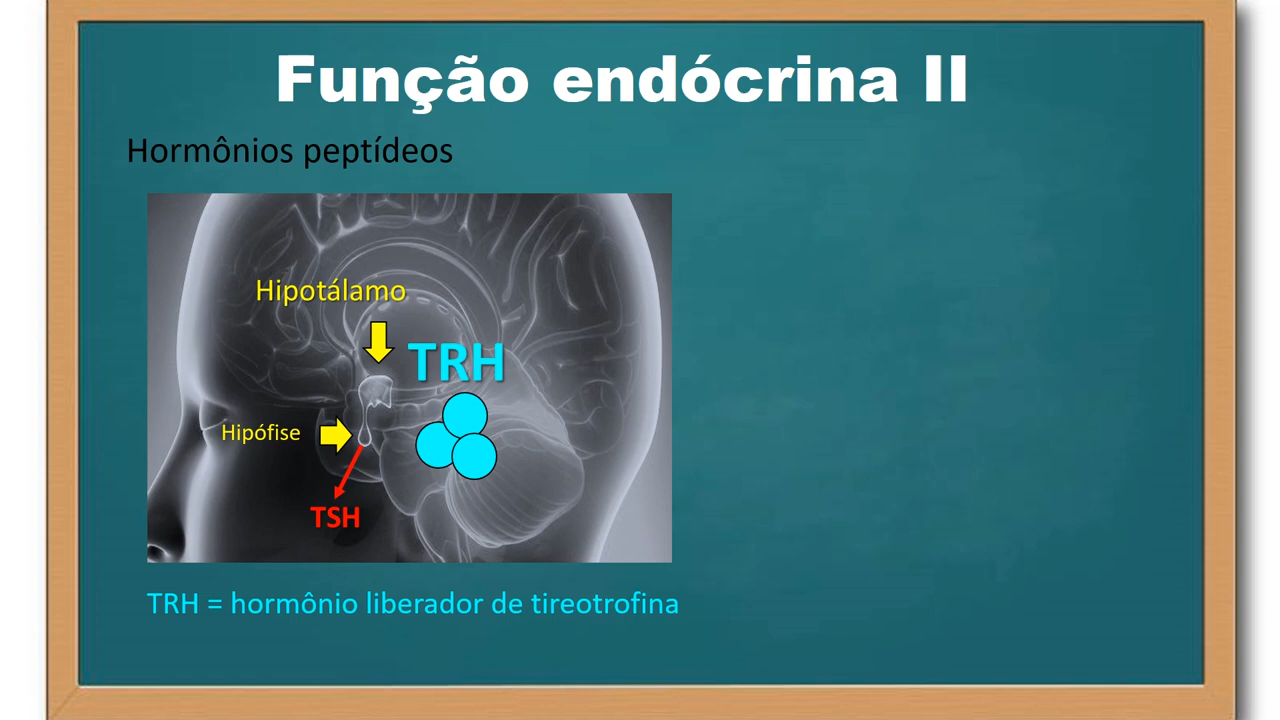 Função endócrina II
Hormônios peptídeos
Hipotálamo
TRH
Hipófise
TSH
TRH = hormônio liberador de tireotrofina